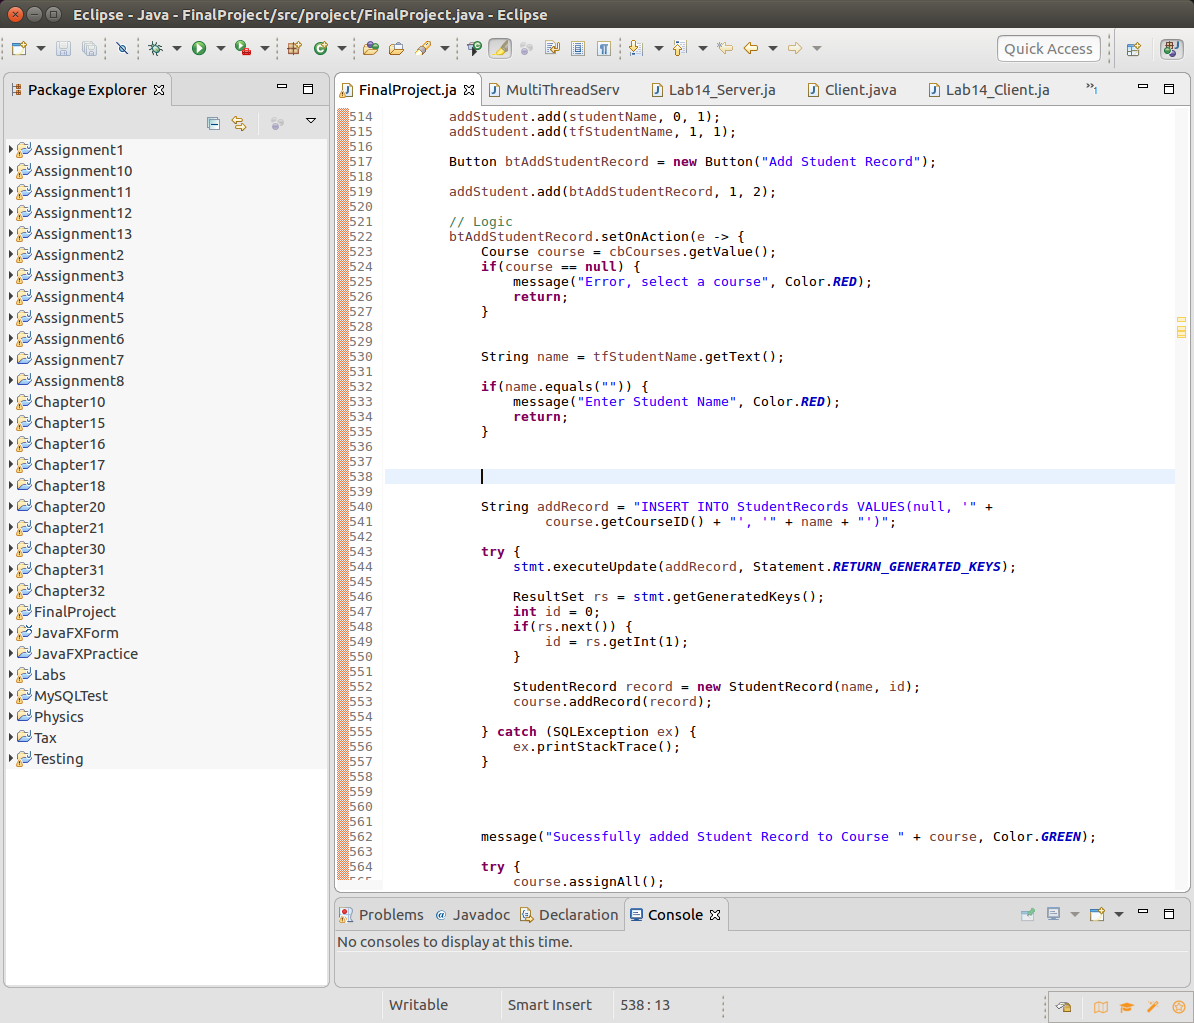 Eclipse - Java - FinalProject/src/project/FinalProject.java - Eclipse
Quick Access
Package Explorer
Assignment1
Assignment10
Assignment11
Assignment12
Assignment13
Assignment2
Assignment3
Assignment4
Assignment5
Assignment6
Assignment7
Assignment8
Chapter10
Chapter15
Chapter16
Chapter17
Chapter18
Chapter20
Chapter21
Chapter30
Chapter31
Chapter32
FinalProject
JavaFXForm
JavaFXPractice
Labs
MySQLTest
Physics
Tax
Testing
FinalProject.ja MultiThreadServ Lab14_Server.ja Client.java Lab14_Client.ja »1
514 addStudent.add(studentName, 0, 1);
515 addStudent.add(tfStudentName, 1, 1);
516
517 Button btAddStudentRecord = new Button("Add Student Record");
518
519 addStudent.add(btAddStudentRecord, 1, 2);
520
521 // Logic
522 btAddStudentRecord.setOnAction(e -> {
523 Course course = cbCourses.getValue();
524 if(course == null) {
525 message("Error, select a course", Color.RED);
526 return;
527 }
528
529
530 String name = tfStudentName.getText();
531
532 if(name.equals("")) {
533 message("Enter Student Name", Color.RED);
534 return;
535 }
536
537
538
539
540 String addRecord = "INSERT INTO StudentRecords VALUES(null, '" +
541 course.getCourseID() + "', '" + name + "')";
542
543 try {
544 stmt.executeUpdate(addRecord, Statement.RETURN_GENERATED_KEYS);
545
546 ResultSet rs = stmt.getGeneratedKeys();
547 int id = 0;
548 if(rs.next()) {
549 id = rs.getInt(1);
550 }
551
552 StudentRecord record = new StudentRecord(name, id);
553 course.addRecord(record);
554
555 } catch (SQLException ex) {
556 ex.printStackTrace();
557 }
558
559
560
561
562 message("Sucessfully added Student Record to Course " + course, Color.GREEN);
563
564 try {
565 course.assignAll();
Problems Javadoc Declaration Console
No consoles to display at this time.
Writable Smart Insert 538 : 13